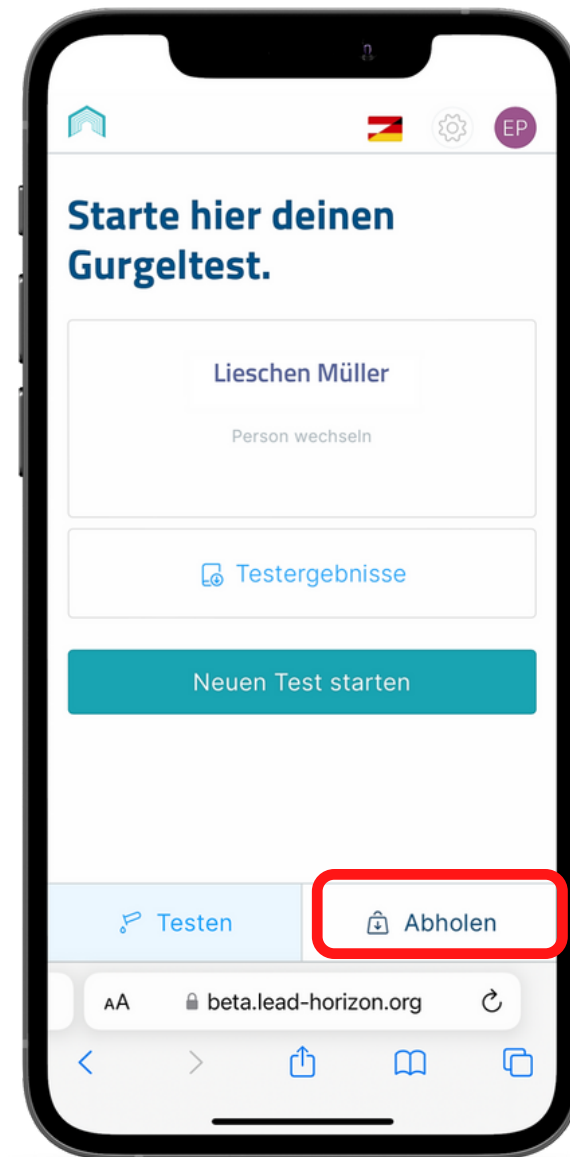 EP
Starte hier deinen
Gurgeltest.
Lieschen Müller
Person wechseln
Testergebnisse
Neuen Test starten
Testen
Abholen
AA
beta.lead-horizon.org